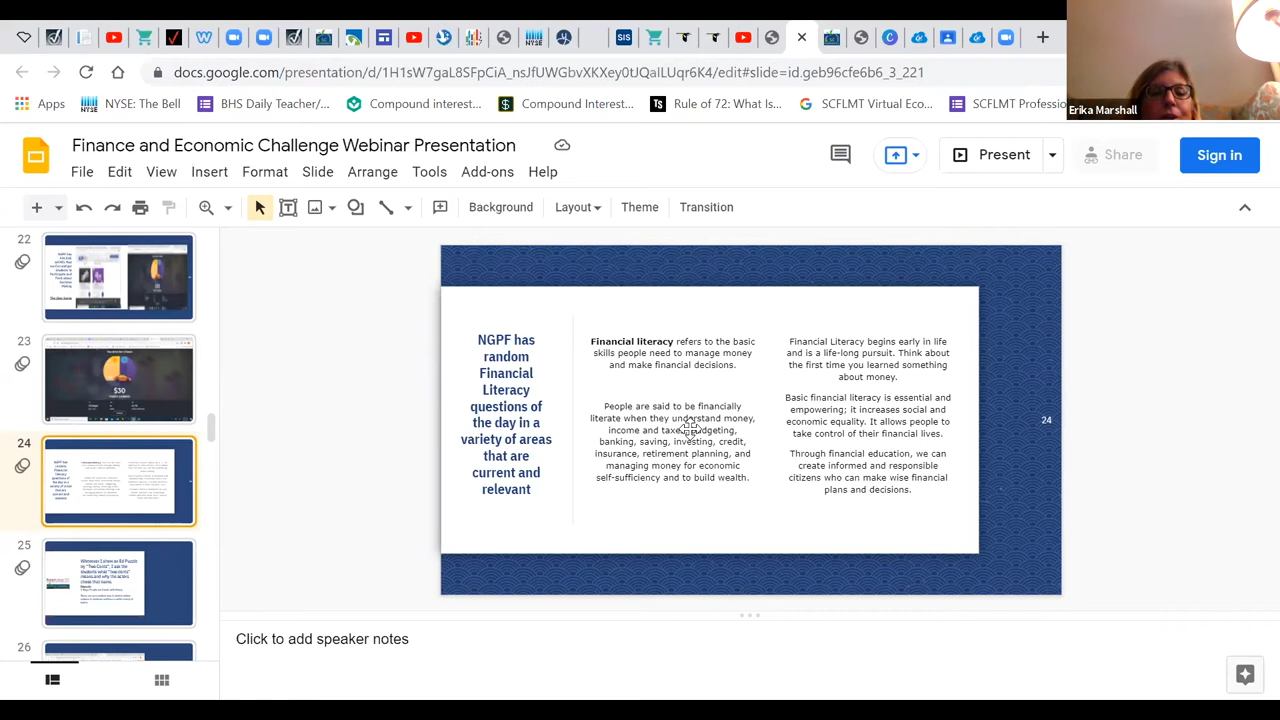 Erika Marshall
docs.google.com/presentation/d/1H1sW7gaL8SFpCiA_nsJfUWGbvXKXey0UQaILUqr6K4/edit#slide=id.geb96cfe6b6_3_221
Apps NYSE: The Bell BHS Daily Teacher/... Compound interest... Compound Interest... Rule of 72: What Is... SCFLMT Virtual Eco... SCFLMT Professio
Finance and Economic Challenge Webinar Presentation
File Edit View Insert Format Slide Arrange Tools Add-ons Help
Present Share Sign in
Background Layout Theme Transition
22
23
$30
24
25
26
NGPF has
random
Financial
Literacy
questions of
the day in a
variety of areas
that are
current and
relevant
Financial literacy refers to the basic
skills people need to manage money
and make financial decisions.
People are said to be financially
literate when they understand money,
income and taxes, budgeting,
banking, saving, investing, credit,
insurance, retirement planning, and
managing money for economic
self-sufficiency and to build wealth.
Financial Literacy begins early in life
and is a life-long pursuit. Think about
the first time you learned something
about money.
Basic financial literacy is essential and
empowering; it increases social and
economic equality. It allows people to
take control of their financial lives.
Through financial education, we can
create informed and responsible
citizens who can make wise financial
plans and decisions.
24
Click to add speaker notes